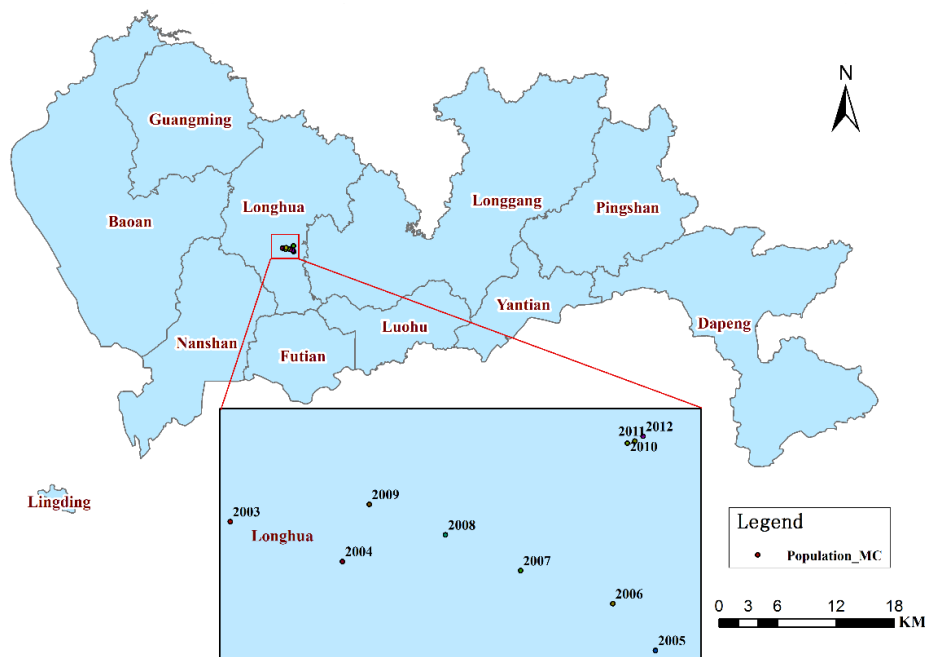 N
Guangming
Longhua
Baoan
Longgang
Pingshan
Yantian
Luohu
Dapeng
Nanshan
Futian
2012
2011
2010
2009
Lingding
2003
Longhua
2008
2004
2007
2006
2005
Legend
Population_MC
0 3 6 12 18 KM